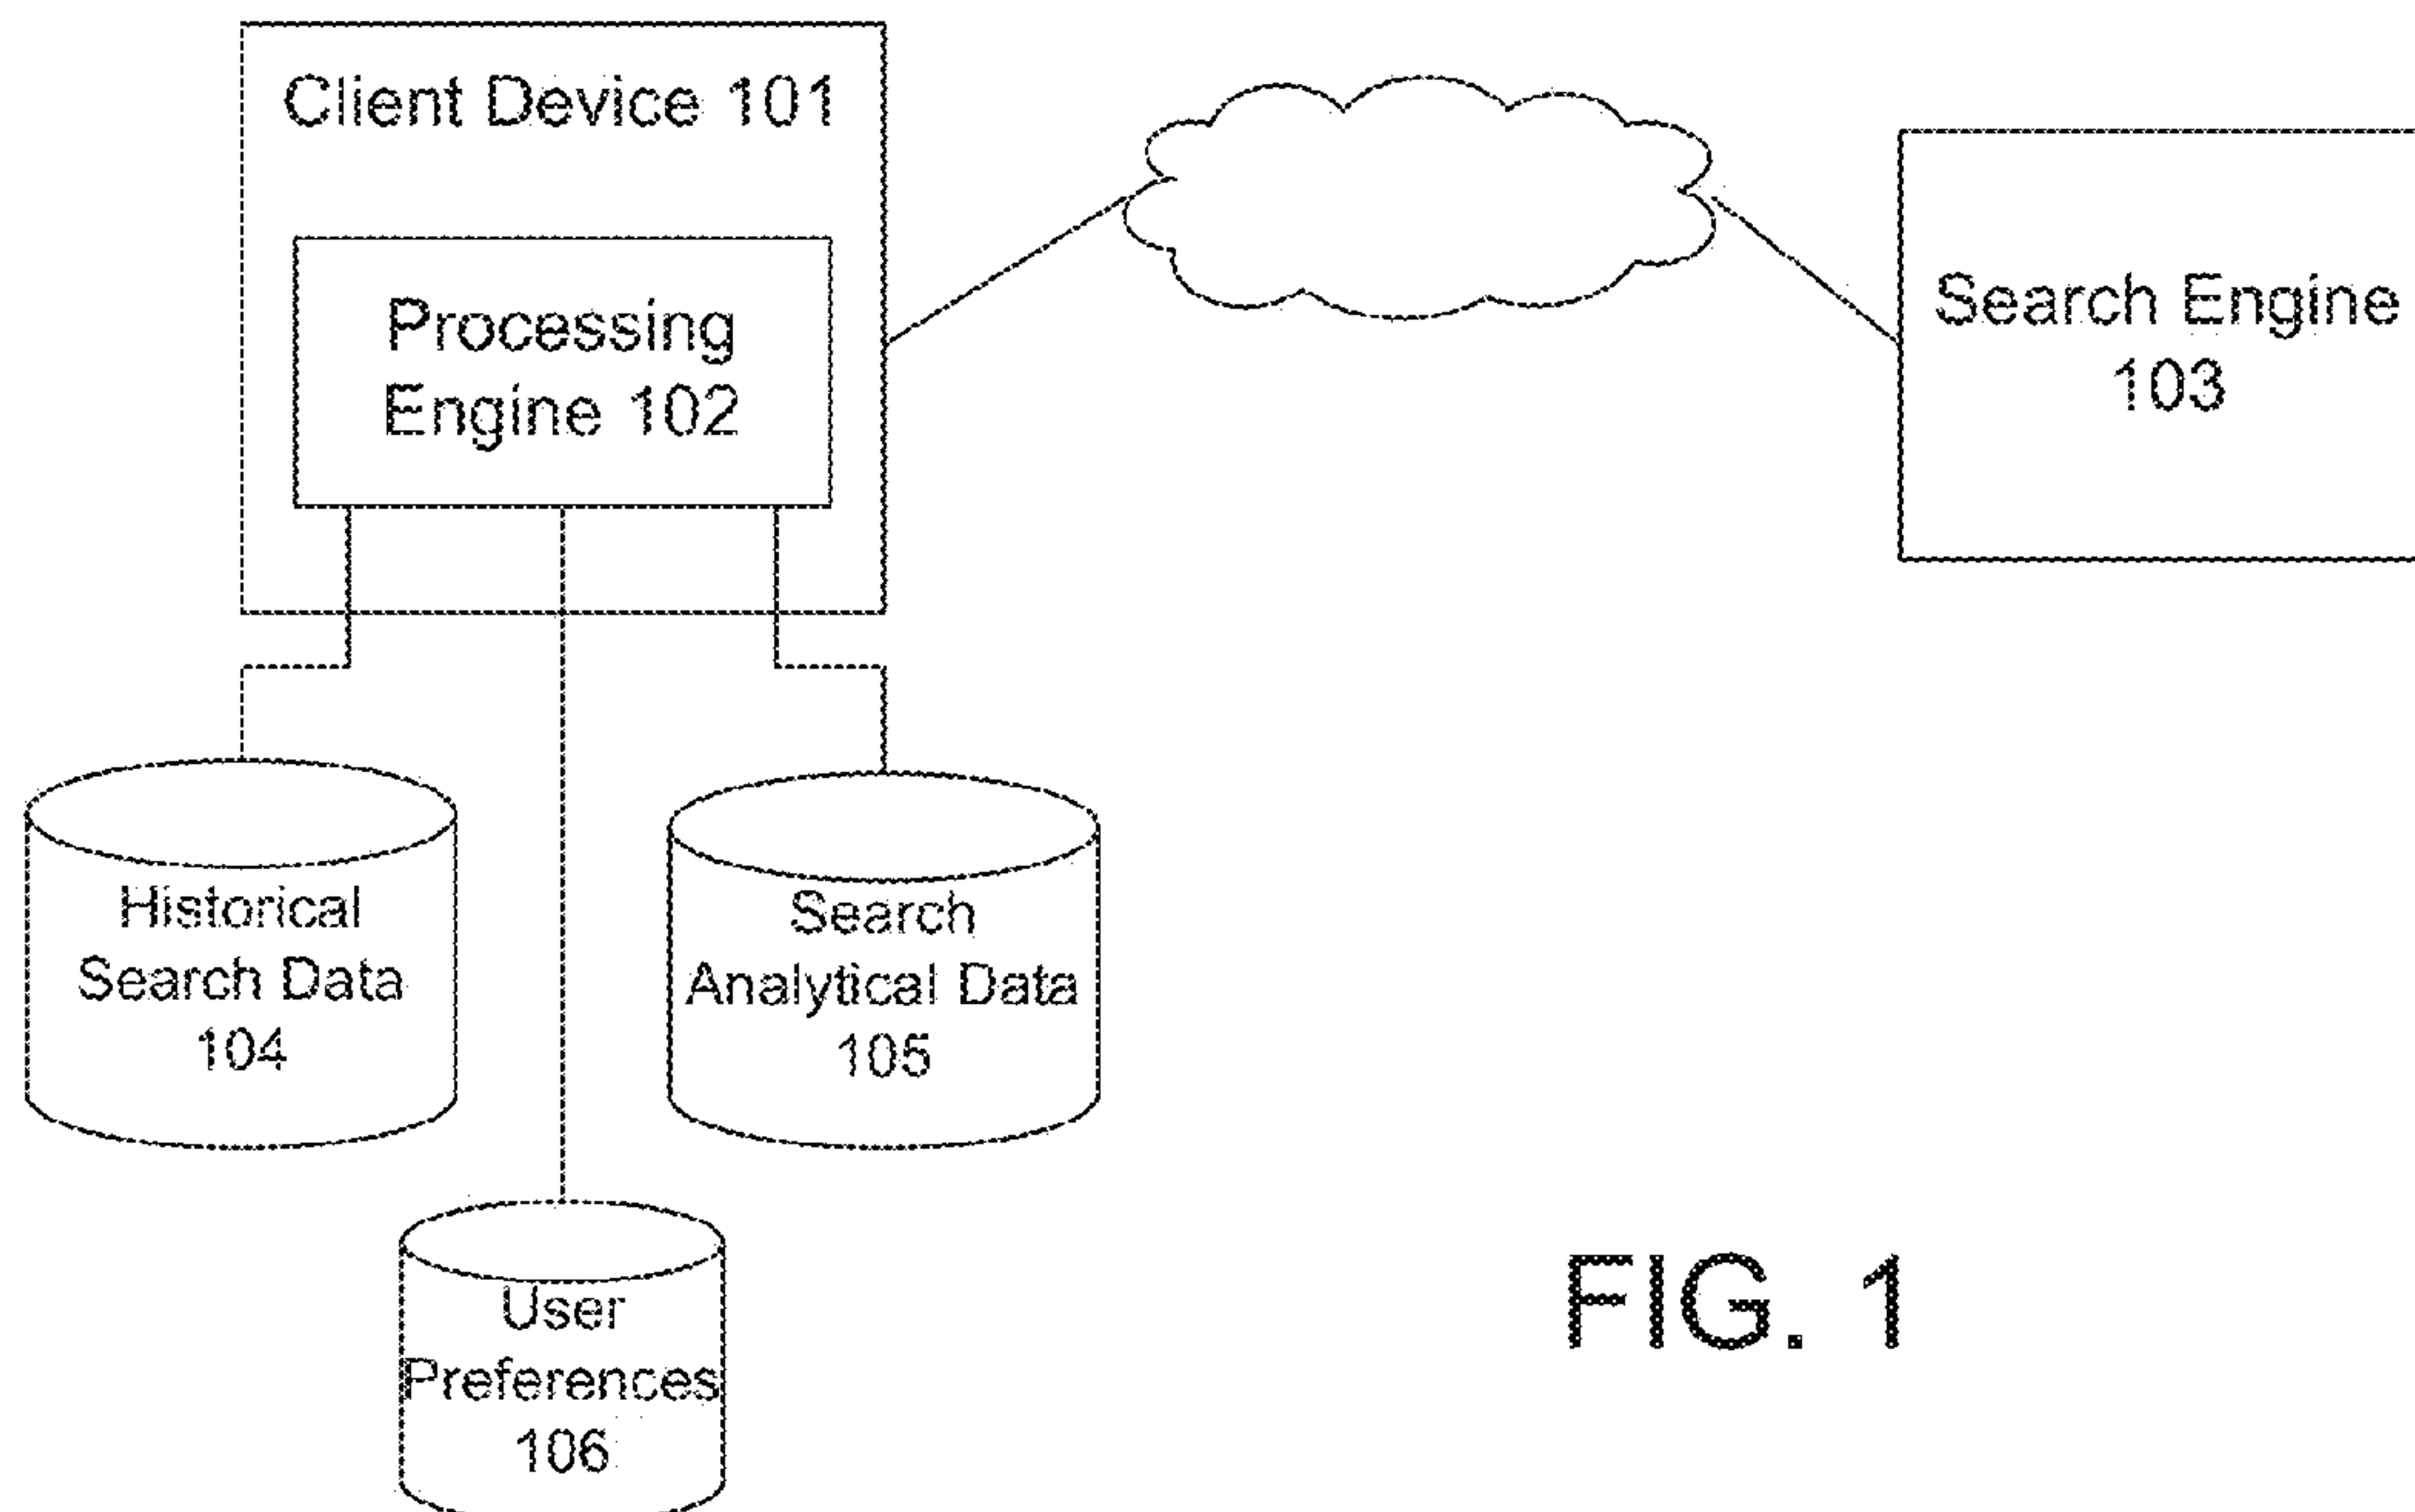 Client Device 101
Processing
Engine 102
Search Engine
103
Historical
Search Data
104
Search
Analytical Data
105
User
Preferences
106
FIG. 1